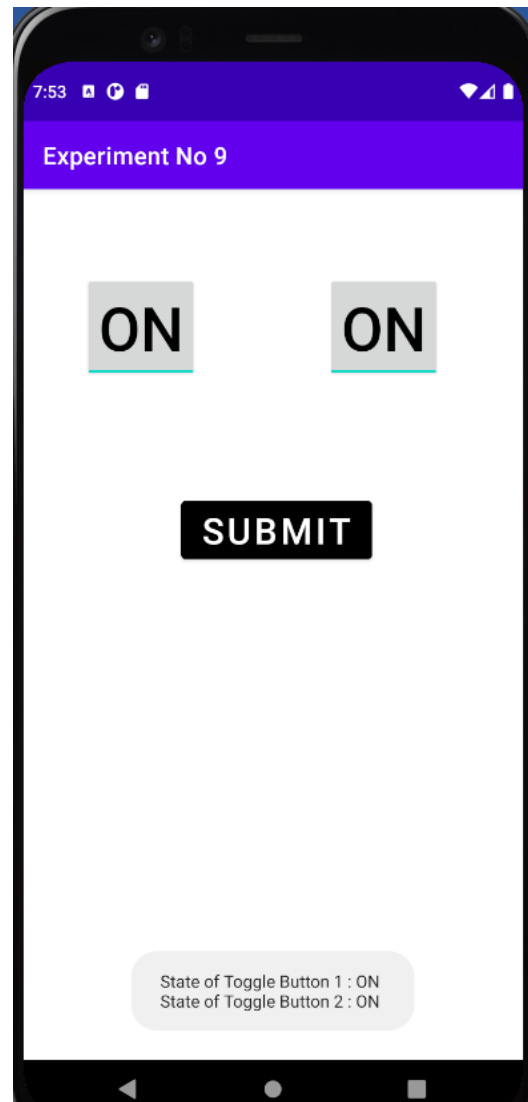 7:53
Experiment No 9
ON ON
SUBMIT
State of Toggle Button 1 : ON
State of Toggle Button 2 : ON